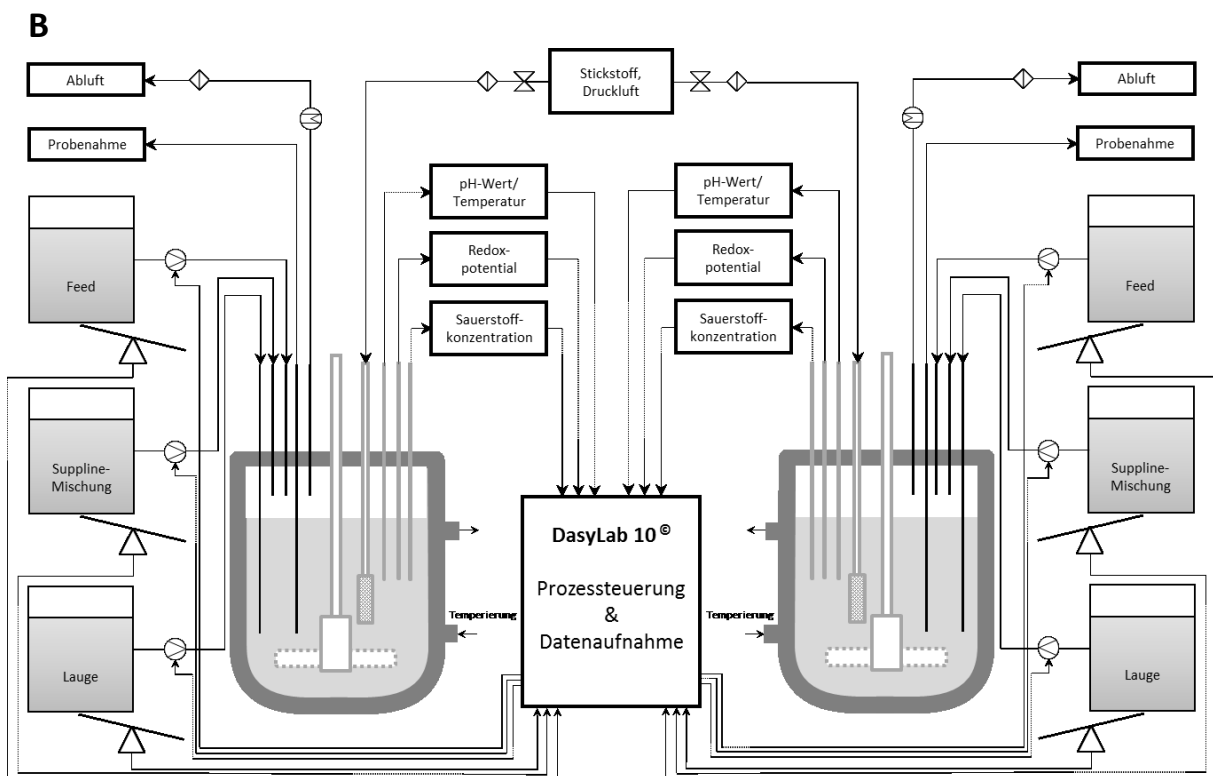 B
Abluft
Stickstoff,
Druckluft
Abluft
Probenahme
Probenahme
pH-Wert/
Temperatur
pH-Wert/
Temperatur
Redox-
potential
Redox-
potential
Feed
Feed
Sauerstoff-
konzentration
Sauerstoff-
konzentration
Suppline-
Mischung
Suppline-
Mischung
DasyLab 10©
Prozessteuerung
&
Datenaufnahme
Temperierung
Temperierung
Lauge
Lauge